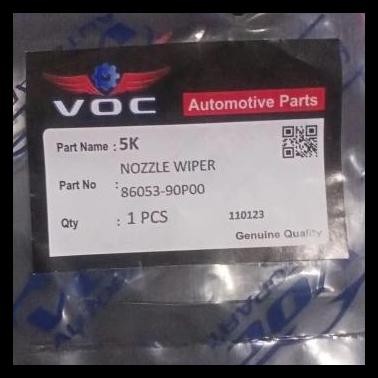 VOC
Automotive Parts
Part Name : 5K
NOZZLE WIPER
Part No : 86053-90P00
Qty : 1 PCS
110123
Genuine Quality